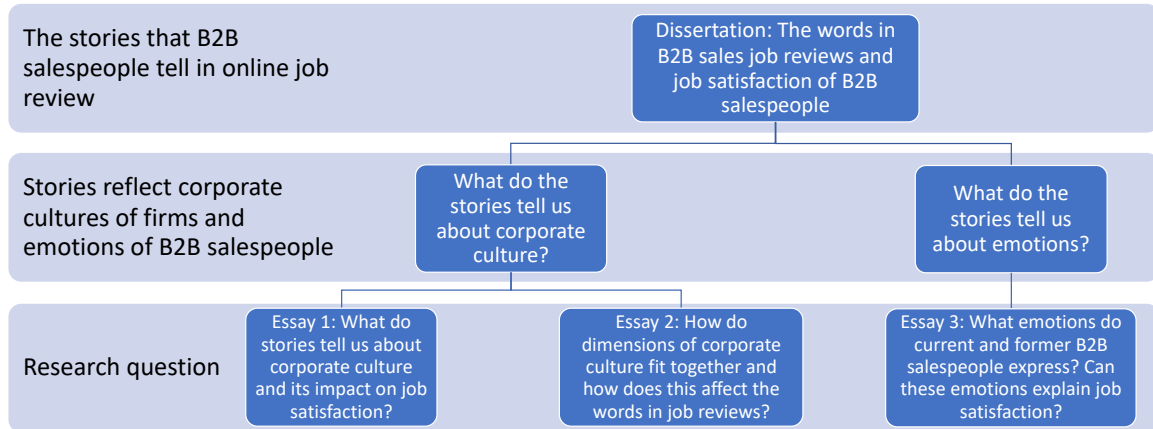 The stories that B2B
salespeople tell in online job
review
Dissertation: The words in
B2B sales job reviews and
job satisfaction of B2B
salespeople
Stories reflect corporate
cultures of firms and
emotions of B2B salespeople
What do the
stories tell us
about corporate
culture?
What do the
stories tell us
about emotions?
Research question
Essay 1: What do
stories tell us about
corporate culture
and its impact on job
satisfaction?
Essay 2: How do
dimensions of corporate
culture fit together and
how does this affect the
words in job reviews?
Essay 3: What emotions do
current and former B2B
salespeople express? Can
these emotions explain job
satisfaction?